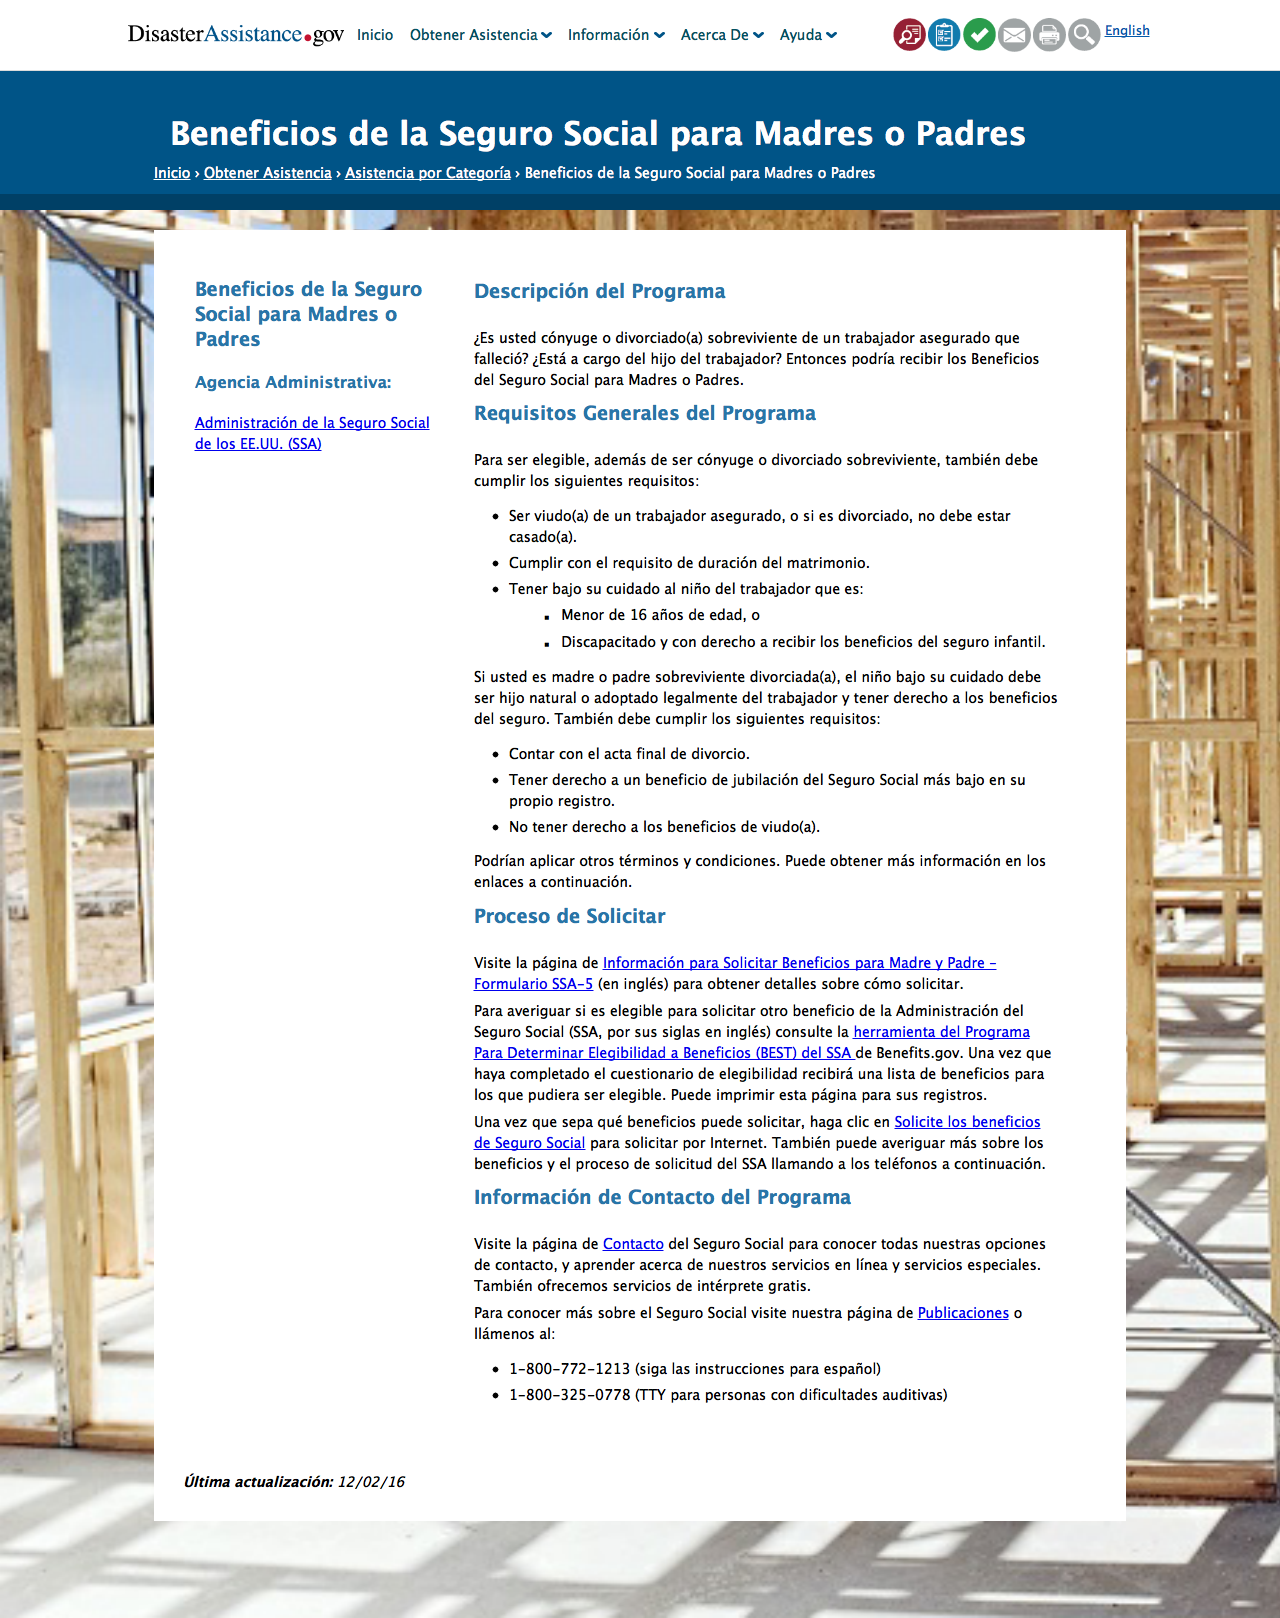 DisasterAssistance.gov Inicio Obtener Asistencia Información Acerca De Ayuda English
Beneficios de la Seguro Social para Madres o Padres
Inicio › Obtener Asistencia › Asistencia por Categoría › Beneficios de la Seguro Social para Madres o Padres
Beneficios de la Seguro
Social para Madres o
Padres
Agencia Administrativa:
Administración de la Seguro Social
de los EE.UU. (SSA)
Descripción del Programa
¿Es usted cónyuge o divorciado(a) sobreviviente de un trabajador asegurado que
falleció? ¿Está a cargo del hijo del trabajador? Entonces podría recibir los Beneficios
del Seguro Social para Madres o Padres.
Requisitos Generales del Programa
Para ser elegible, además de ser cónyuge o divorciado sobreviviente, también debe
cumplir los siguientes requisitos:
• Ser viudo(a) de un trabajador asegurado, o si es divorciado, no debe estar
casado(a).
• Cumplir con el requisito de duración del matrimonio.
• Tener bajo su cuidado al niño del trabajador que es:
▪ Menor de 16 años de edad, o
▪ Discapacitado y con derecho a recibir los beneficios del seguro infantil.
Si usted es madre o padre sobreviviente divorciada(a), el niño bajo su cuidado debe
ser hijo natural o adoptado legalmente del trabajador y tener derecho a los beneficios
del seguro. También debe cumplir los siguientes requisitos:
• Contar con el acta final de divorcio.
• Tener derecho a un beneficio de jubilación del Seguro Social más bajo en su
propio registro.
• No tener derecho a los beneficios de viudo(a).
Podrían aplicar otros términos y condiciones. Puede obtener más información en los
enlaces a continuación.
Proceso de Solicitar
Visite la página de Información para Solicitar Beneficios para Madre y Padre –
Formulario SSA-5 (en inglés) para obtener detalles sobre cómo solicitar.
Para averiguar si es elegible para solicitar otro beneficio de la Administración del
Seguro Social (SSA, por sus siglas en inglés) consulte la herramienta del Programa
Para Determinar Elegibilidad a Beneficios (BEST) del SSA de Benefits.gov. Una vez que
haya completado el cuestionario de elegibilidad recibirá una lista de beneficios para
los que pudiera ser elegible. Puede imprimir esta página para sus registros.
Una vez que sepa qué beneficios puede solicitar, haga clic en Solicite los beneficios
de Seguro Social para solicitar por Internet. También puede averiguar más sobre los
beneficios y el proceso de solicitud del SSA llamando a los teléfonos a continuación.
Información de Contacto del Programa
Visite la página de Contacto del Seguro Social para conocer todas nuestras opciones
de contacto, y aprender acerca de nuestros servicios en línea y servicios especiales.
También ofrecemos servicios de intérprete gratis.
Para conocer más sobre el Seguro Social visite nuestra página de Publicaciones o
llámenos al:
• 1-800-772-1213 (siga las instrucciones para español)
• 1-800-325-0778 (TTY para personas con dificultades auditivas)
Última actualización: 12/02/16